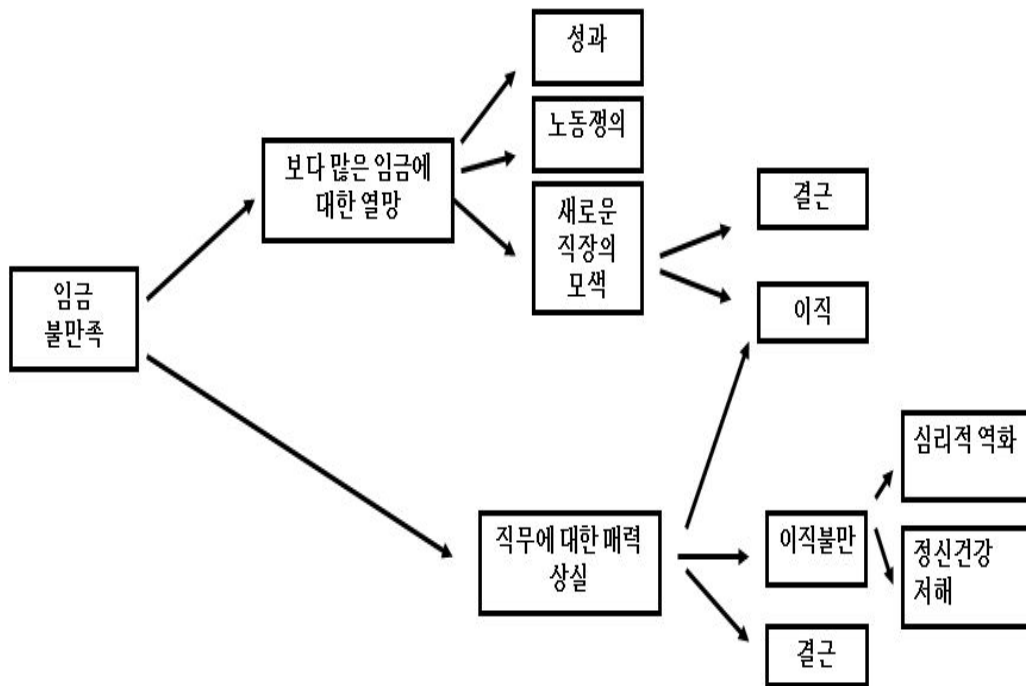 성과
노동쟁의
보다 많은 임금에
대한 열망
새로운
직장의
모색
결근
임금
불만족
이직
심리적 역화
직무에 대한 매력
상실
이직불만
정신건강
저해
결근